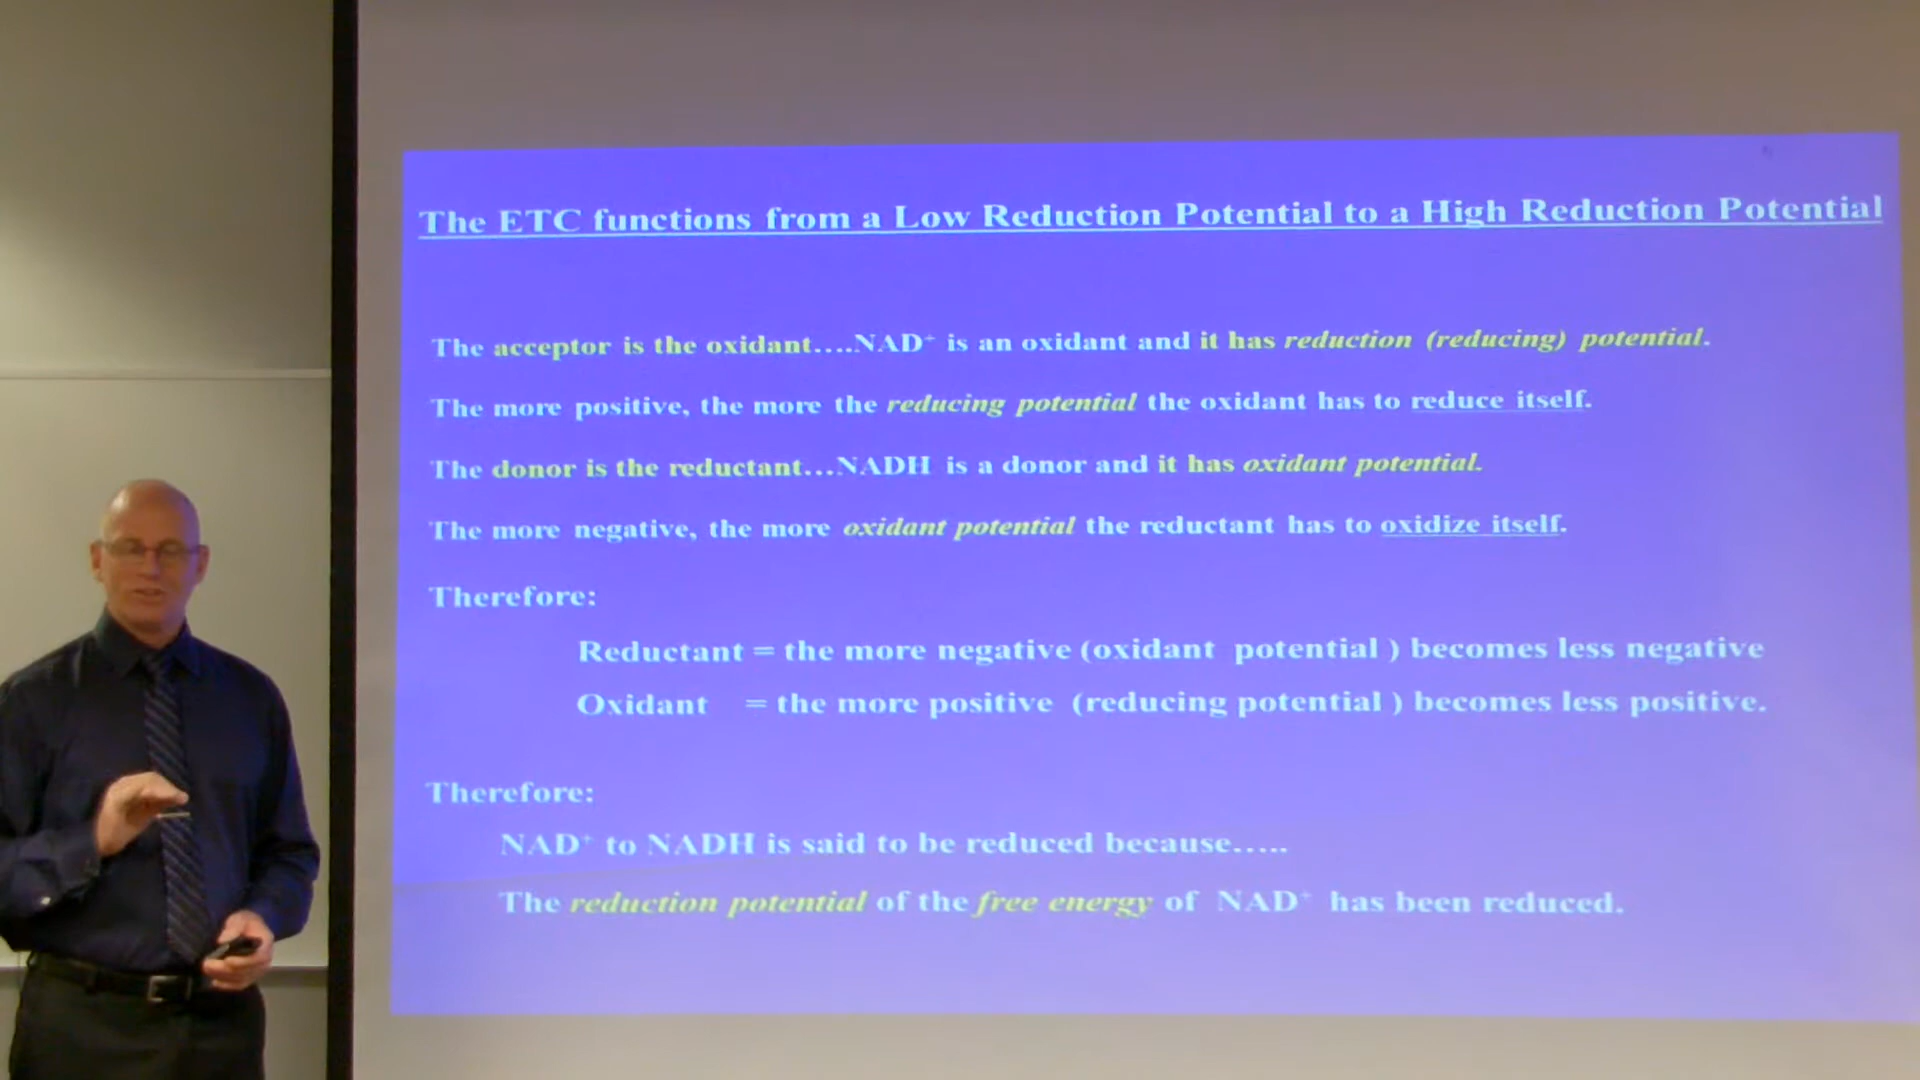 The ETC functions from a Low Reduction Potential to a High Reduction Potential
The acceptor is the oxidant....NAD⁺ is an oxidant and it has reduction (reducing) potential.
The more positive, the more the reducing potential the oxidant has to reduce itself.
The donor is the reductant...NADH is a donor and it has oxidant potential.
The more negative, the more oxidant potential the reductant has to oxidize itself.
Therefore:
Reductant = the more negative (oxidant potential ) becomes less negative
Oxidant = the more positive (reducing potential ) becomes less positive.
Therefore:
NAD⁺ to NADH is said to be reduced because.....
The reduction potential of the free energy of NAD⁺ has been reduced.